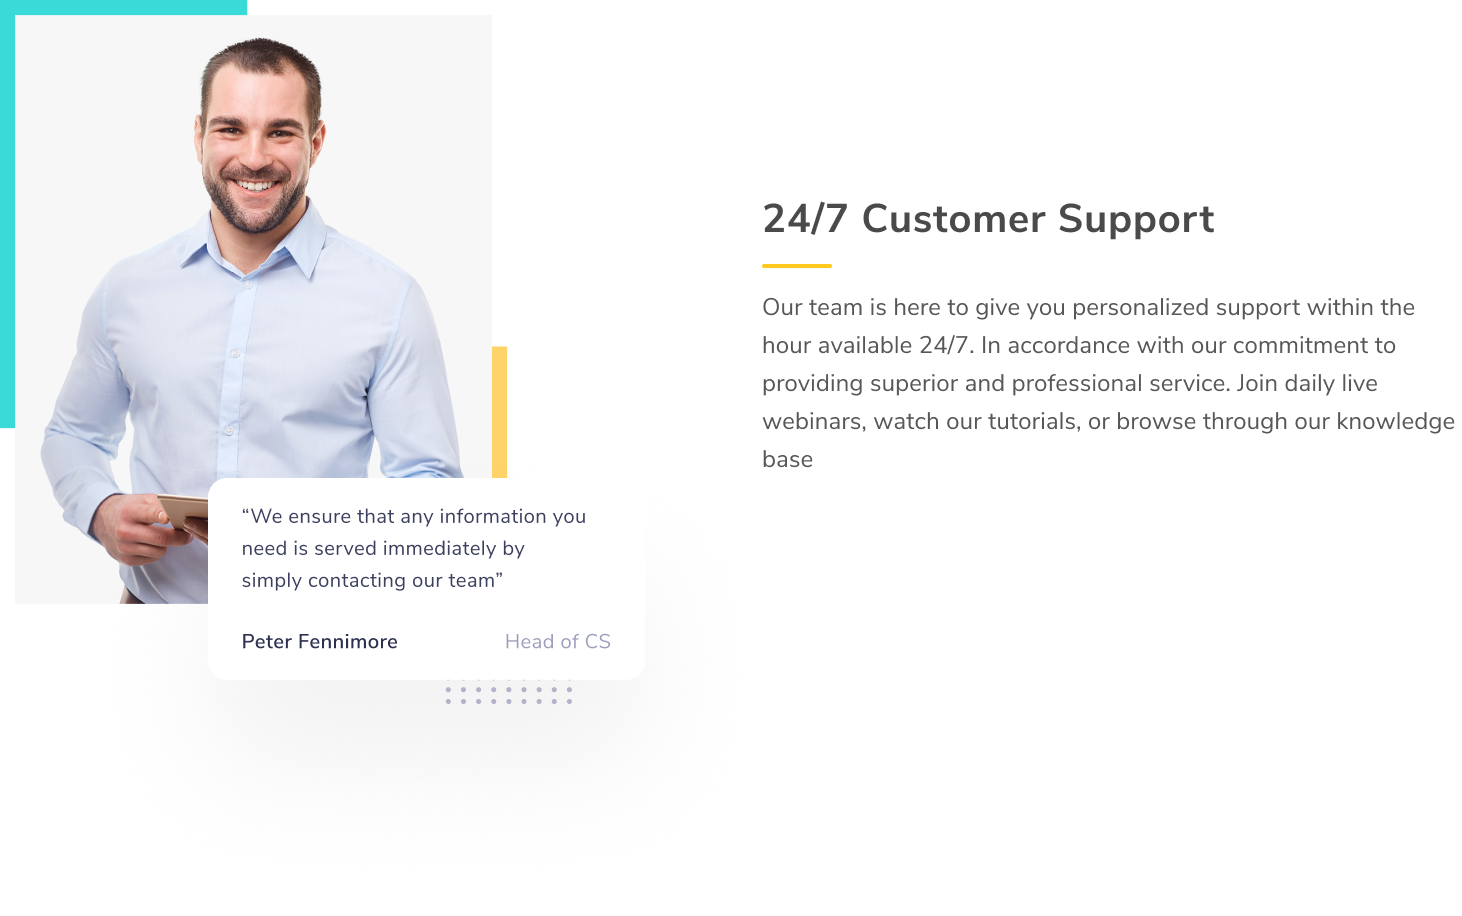 24/7 Customer Support
Our team is here to give you personalized support within the
hour available 24/7. In accordance with our commitment to
providing superior and professional service. Join daily live
webinars, watch our tutorials, or browse through our knowledge
base
“We ensure that any information you
need is served immediately by
simply contacting our team”
Peter Fennimore
Head of CS